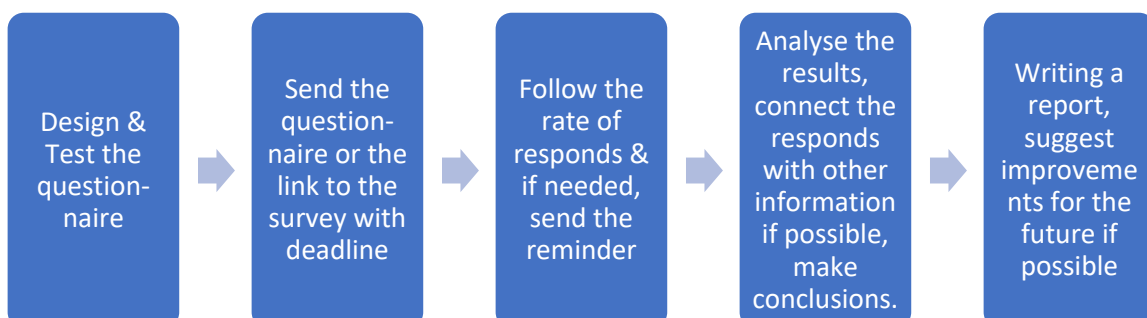 Design &
Test the
question-
naire
Send the
question-
naire or the
link to the
survey with
deadline
Follow the
rate of
responds &
if needed,
send the
reminder
Analyse the
results,
connect the
responds
with other
information
if possible,
make
conclusions.
Writing a
report,
suggest
improveme
nts for the
future if
possible